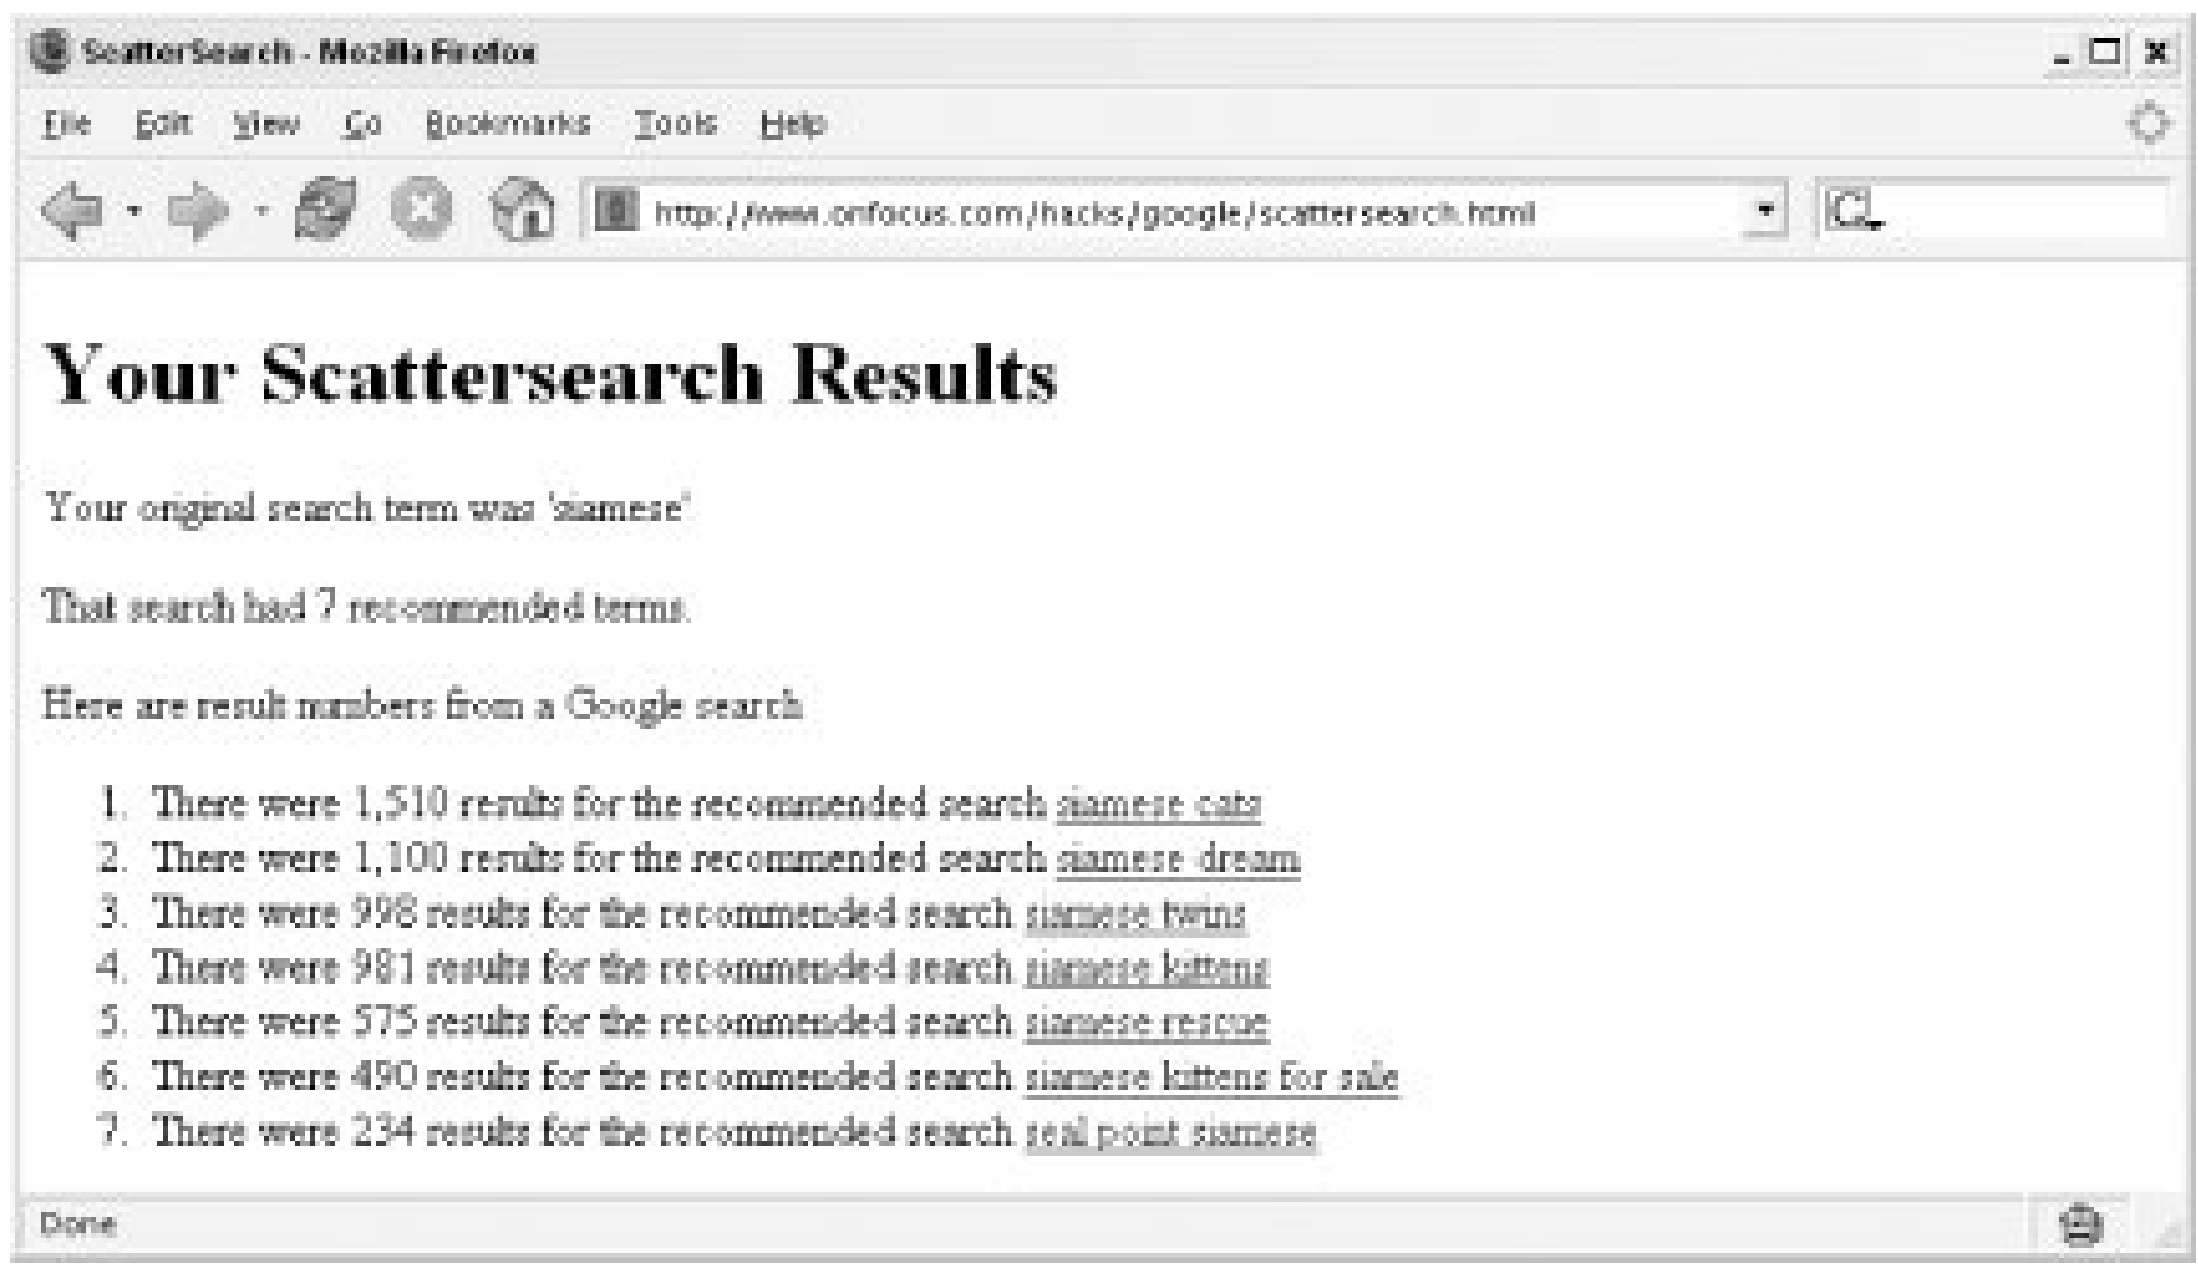 ScatterSearch - Mozilla Firefox
File Edit View Go Bookmarks Tools Help
http://www.onfocus.com/hacks/google/scattersearch.html
Your Scattersearch Results
Your original search term was 'siamese'
That search had 7 recommended terms.
Here are result numbers from a Google search
1. There were 1,510 results for the recommended search siamese cats
2. There were 1,100 results for the recommended search siamese dream
3. There were 998 results for the recommended search siamese twins
4. There were 981 results for the recommended search siamese kittens
5. There were 575 results for the recommended search siamese rescue
6. There were 490 results for the recommended search siamese kittens for sale
7. There were 234 results for the recommended search seal point siamese
Done